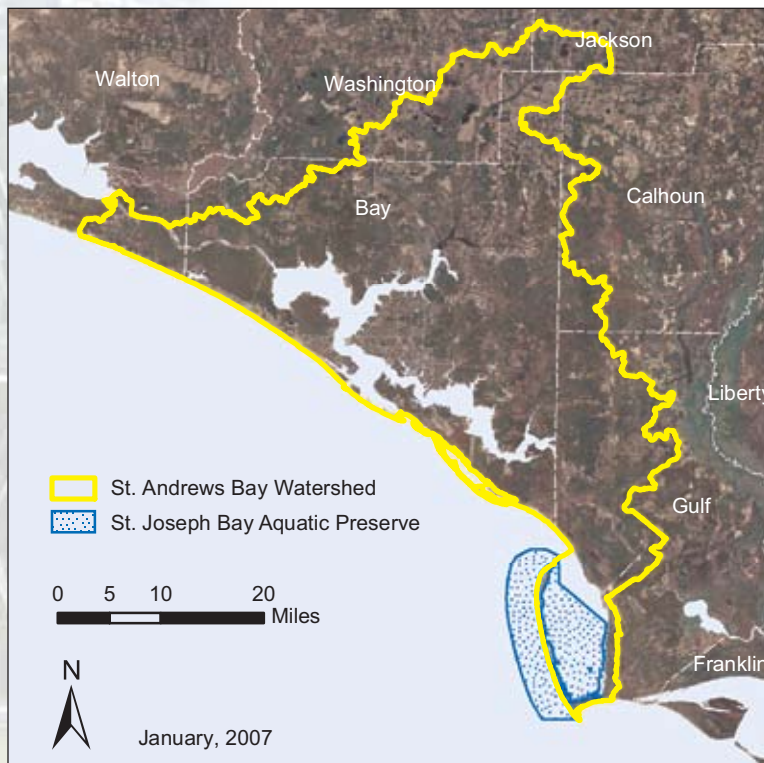 Jackson
Walton
Washington
Calhoun
Bay
Liberty
St. Andrews Bay Watershed
St. Joseph Bay Aquatic Preserve
Gulf
0 5 10 20
Miles
Franklin
N
January, 2007